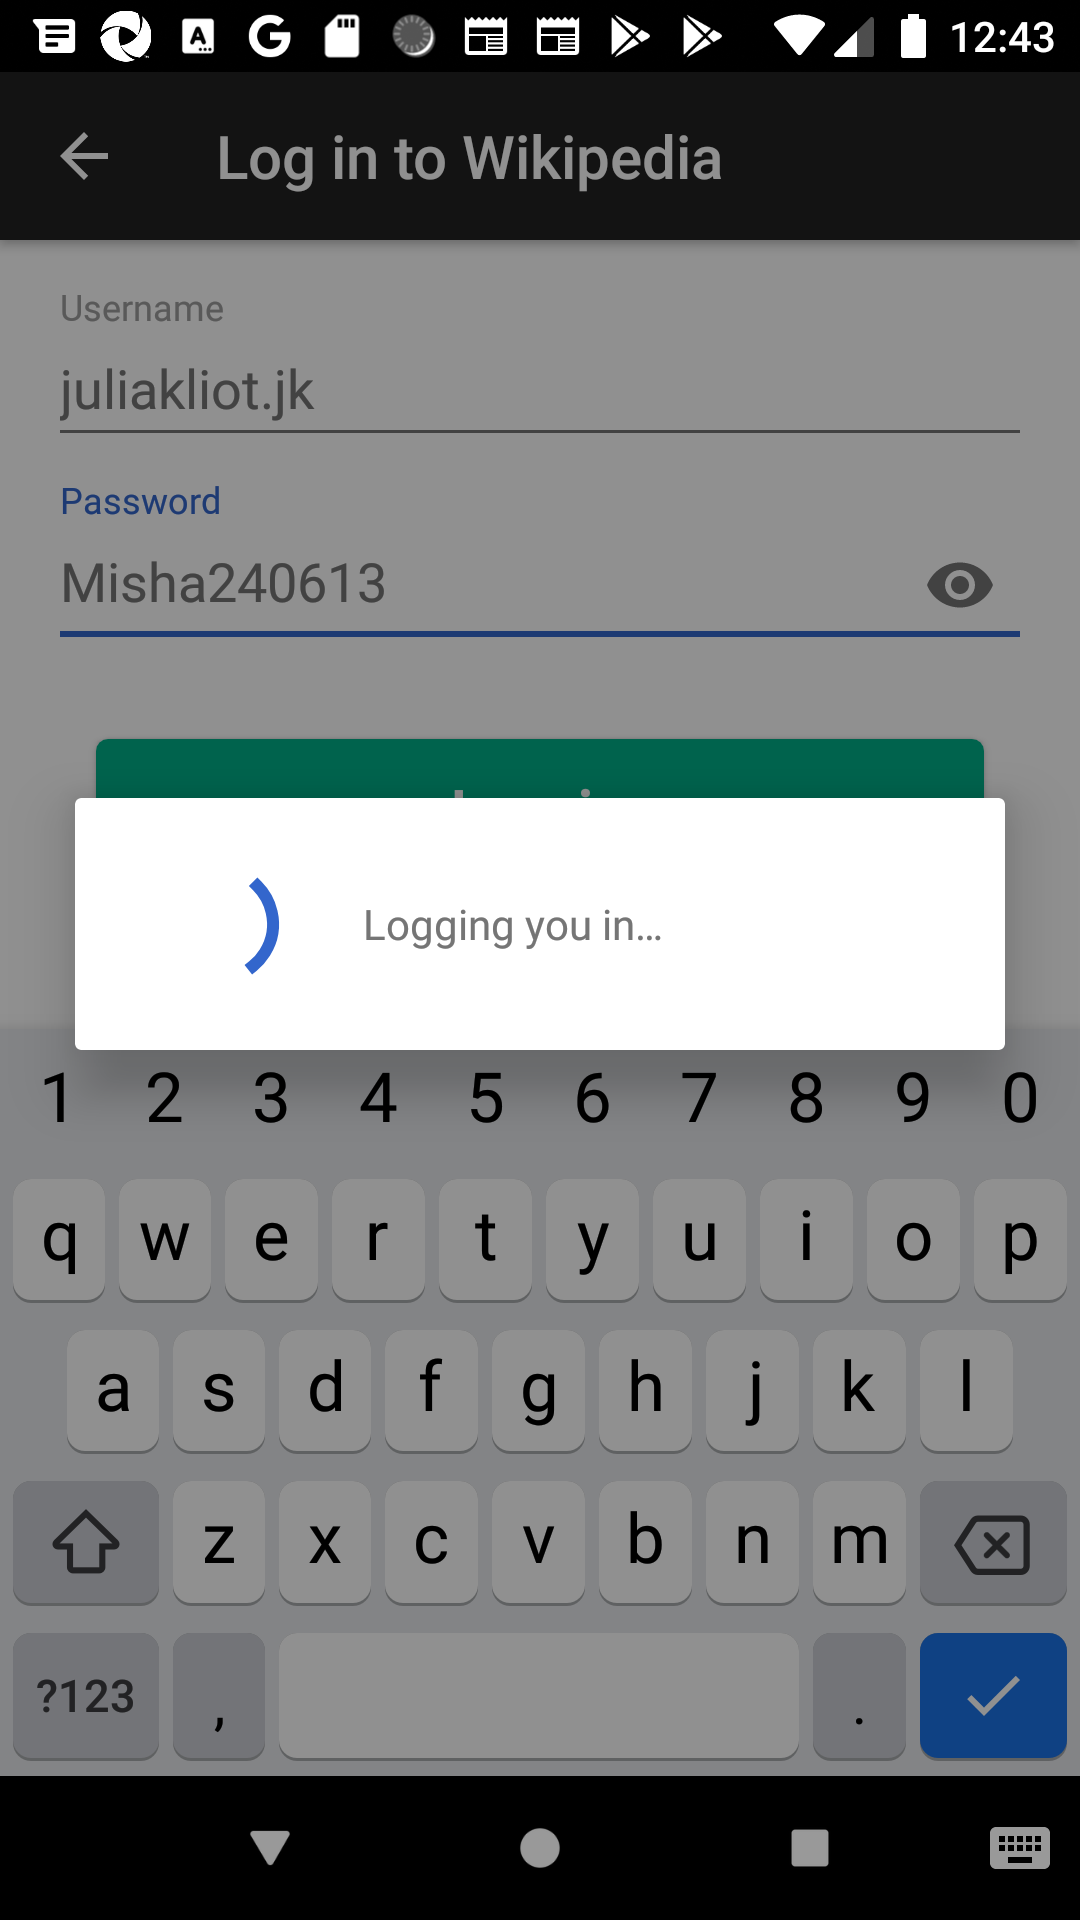 12:43
Log in to Wikipedia
Username
juliakliot.jk
Password
Misha240613
Logging you in…
1 2 3 4 5 6 7 8 9 0
q w e r t y u i o p
a s d f g h j k l
z x c v b n m
?123 , .